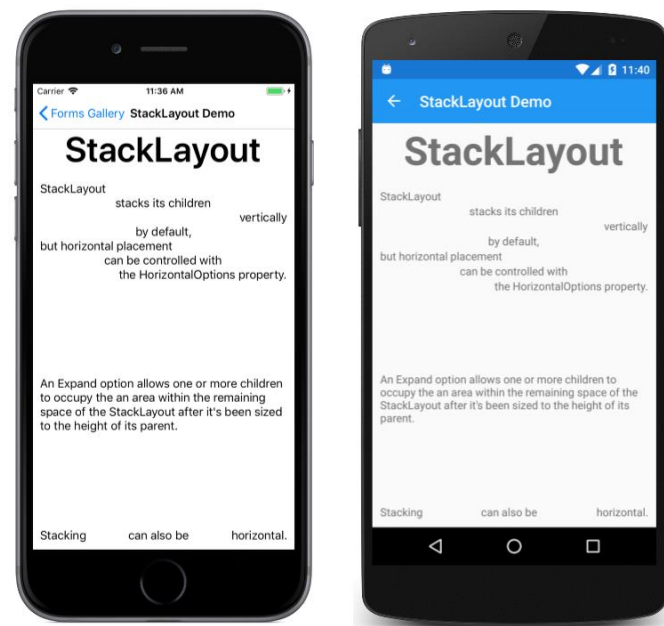 Carrier 11:36 AM
Forms Gallery StackLayout Demo
StackLayout
StackLayout
stacks its children
vertically
by default,
but horizontal placement
can be controlled with
the HorizontalOptions property.
An Expand option allows one or more children
to occupy the an area within the remaining
space of the StackLayout after it's been sized
to the height of its parent.
Stacking can also be horizontal.
11:40
StackLayout Demo
StackLayout
StackLayout
stacks its children
vertically
by default,
but horizontal placement
can be controlled with
the HorizontalOptions property.
An Expand option allows one or more children to
occupy the an area within the remaining space of the
StackLayout after it's been sized to the height of its
parent.
Stacking can also be horizontal.